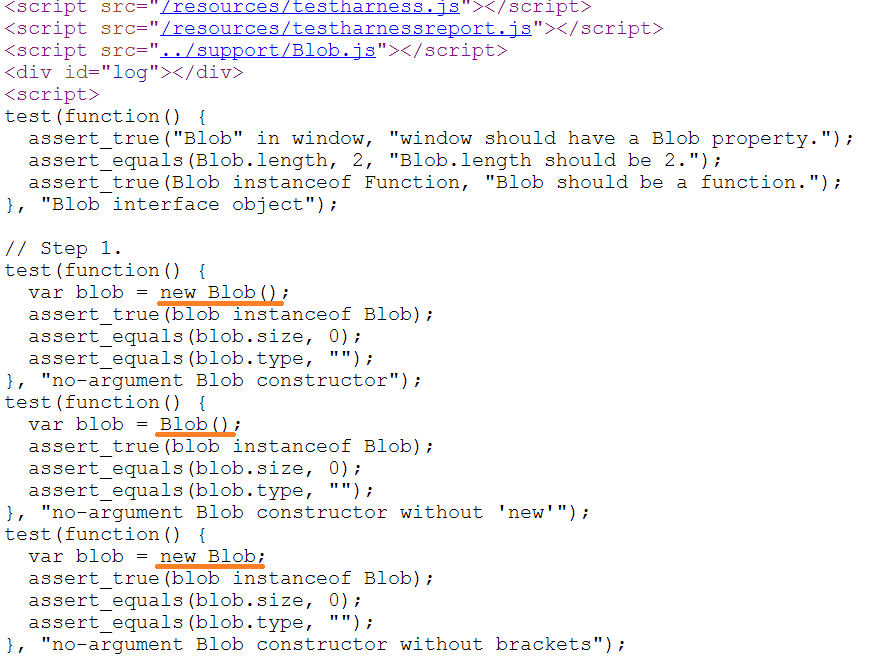 <script src="/resources/testharness.js"></script>
<script src="/resources/testharnessreport.js"></script>
<script src="../support/Blob.js"></script>
<div id="log"></div>
<script>
test(function() {
  assert_true("Blob" in window, "window should have a Blob property.");
  assert_equals(Blob.length, 2, "Blob.length should be 2.");
  assert_true(Blob instanceof Function, "Blob should be a function.");
}, "Blob interface object");

// Step 1.
test(function() {
  var blob = new Blob();
  assert_true(blob instanceof Blob);
  assert_equals(blob.size, 0);
  assert_equals(blob.type, "");
}, "no-argument Blob constructor");
test(function() {
  var blob = Blob();
  assert_true(blob instanceof Blob);
  assert_equals(blob.size, 0);
  assert_equals(blob.type, "");
}, "no-argument Blob constructor without 'new'");
test(function() {
  var blob = new Blob;
  assert_true(blob instanceof Blob);
  assert_equals(blob.size, 0);
  assert_equals(blob.type, "");
}, "no-argument Blob constructor without brackets");